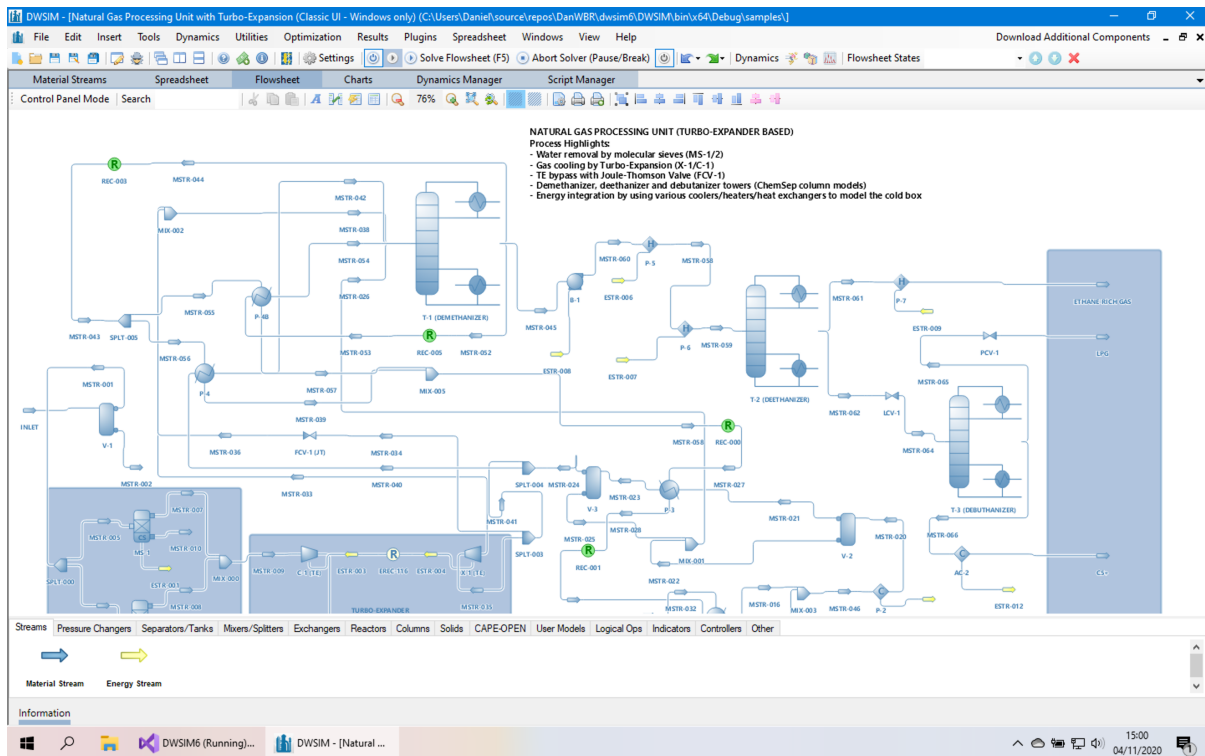 DWSIM - [Natural Gas Processing Unit with Turbo-Expansion (Classic UI - Windows only) (C:\Users\Daniel\source\repos\DanWBR\dwsim6\DWSIM\bin\x64\Debug\samples\]
File Edit Insert Tools Dynamics Utilities Optimization Results Plugins Spreadsheet Windows View Help Download Additional Components
Settings Solve Flowsheet (F5) Abort Solver (Pause/Break) Dynamics Flowsheet States
Material Streams Spreadsheet Flowsheet Charts Dynamics Manager Script Manager
Control Panel Mode Search 76%
NATURAL GAS PROCESSING UNIT (TURBO-EXPANDER BASED)
Process Highlights:
- Water removal by molecular sieves (MS-1/2)
- Gas cooling by Turbo-Expansion (X-1/C-1)
- TE bypass with Joule-Thomson Valve (FCV-1)
- Demethanizer, deethanizer and debutanizer towers (ChemSep column models)
- Energy integration by using various coolers/heaters/heat exchangers to model the cold box
R
REC-003
MSTR-044
MSTR-042
MIX-002
MSTR-038
MSTR-054
MSTR-026
MSTR-060
H
P-5
MSTR-058
B-1
ESTR-006
MSTR-061
H
P-7
ETHANE RICH GAS
MSTR-055
P-4B
T-1 (DEMETHANIZER)
MSTR-045
MSTR-043
SPLT-005
R
MSTR-053
REC-005
MSTR-052
H
P-6
MSTR-059
ESTR-009
PCV-1
LPG
MSTR-056
ESTR-008
ESTR-007
MSTR-001
P-4
MSTR-057
MIX-005
T-2 (DEETHANIZER)
MSTR-065
MSTR-062
LCV-1
INLET
V-1
MSTR-039
R
MSTR-058
REC-000
MSTR-036
FCV-1 (JT)
MSTR-034
MSTR-064
MSTR-002
MSTR-033
MSTR-040
SPLT-004
MSTR-024
MSTR-023
MSTR-027
V-3
P-3
T-3 (DEBUTHANIZER)
MSTR-007
MSTR-041
MSTR-028
MSTR-021
MSTR-005
CS
MS-1
MSTR-010
SPLT-003
MSTR-025
MSTR-020
MSTR-066
V-2
R
REC-001
MIX-001
C
AC-2
C5+
SPLT-000
MIX-000
MSTR-009
C-1 (TE)
ESTR-003
R
EREC-116
ESTR-004
X-1 (TE)
MSTR-022
MSTR-008
MSTR-035
MSTR-032
MSTR-016
MIX-003
MSTR-046
C
P-2
ESTR-012
TURBO-EXPANDER
Streams Pressure Changers Separators/Tanks Mixers/Splitters Exchangers Reactors Columns Solids CAPE-OPEN User Models Logical Ops Indicators Controllers Other
Material Stream Energy Stream
Information
DWSIM6 (Running)... DWSIM - [Natural ...
15:00
04/11/2020
1